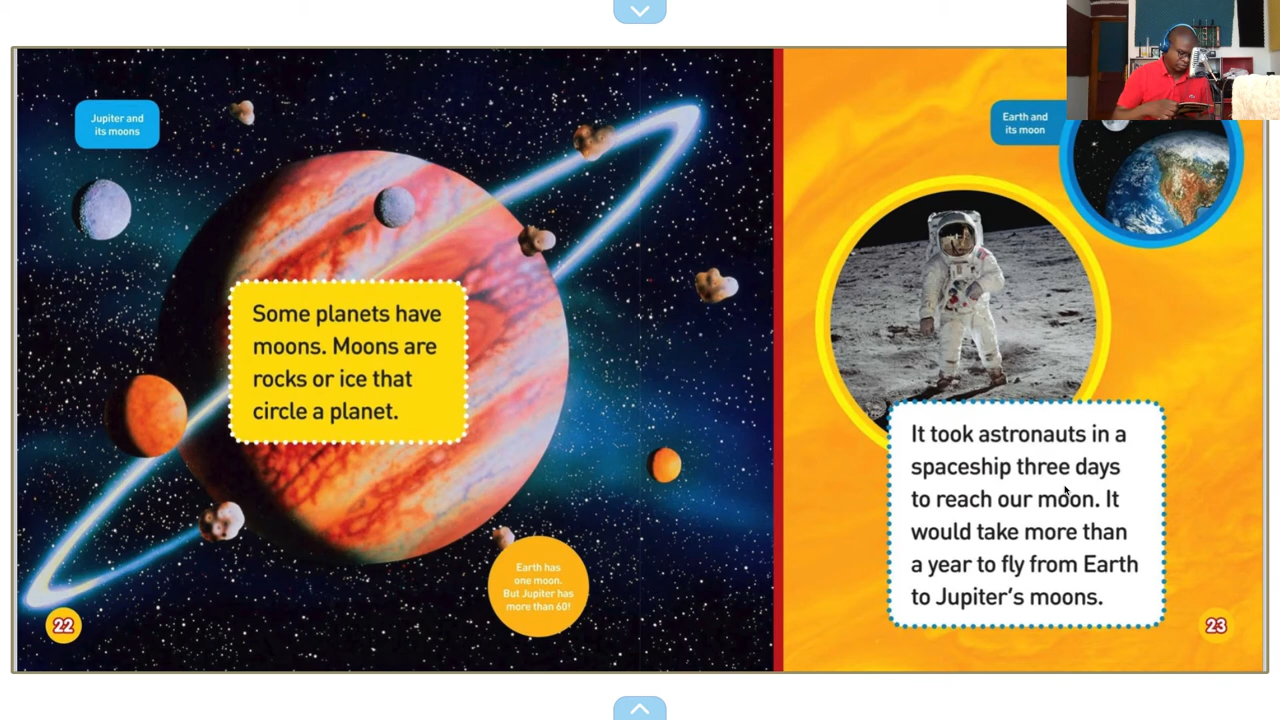 Jupiter and
its moons
Some planets have
moons. Moons are
rocks or ice that
circle a planet.
Earth has
one moon.
But Jupiter has
more than 60!
22
Earth and
its moon
It took astronauts in a
spaceship three days
to reach our moon. It
would take more than
a year to fly from Earth
to Jupiter's moons.
23